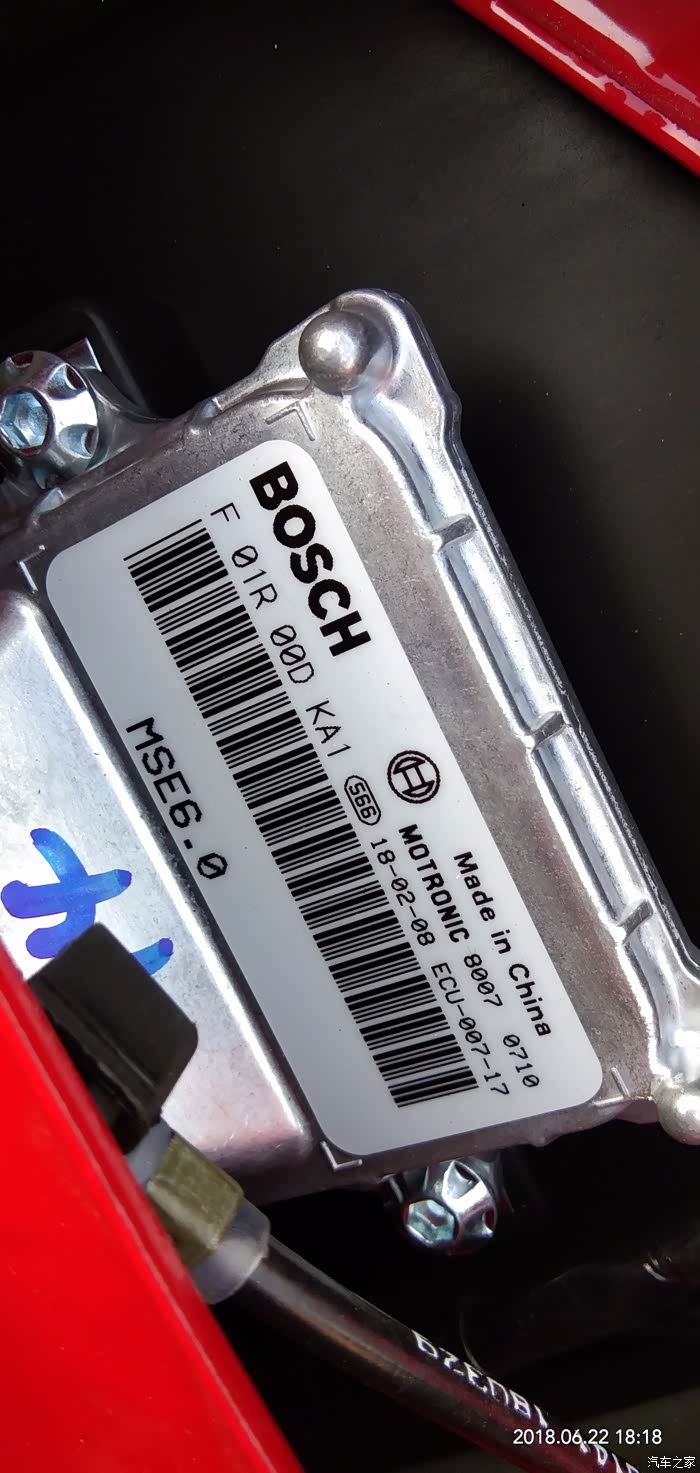 BOSCH
F 01R 00D KA1
Made in China
MOTRONIC 8007 0710
S66 18-02-08 ECU-007-17
MSE6.0
2018.06.22 18:18
汽车之家